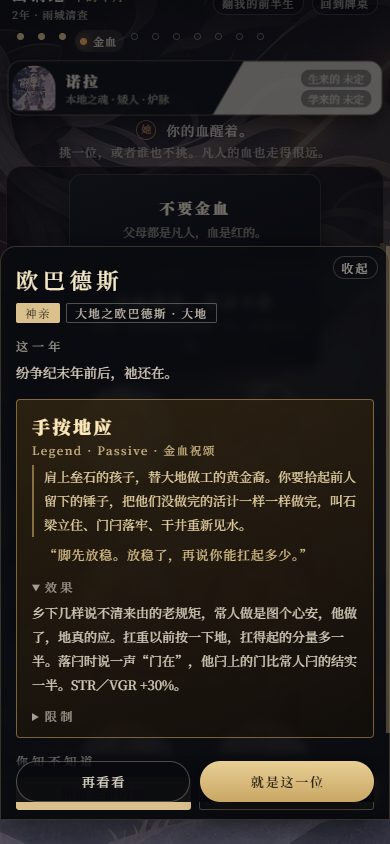 翻我的前半生
回到牌桌
2年 · 雨城清查
金血
诺拉
本地之魂 · 矮人 · 炉脉
生来的 未定
学来的 未定
她
你的血醒着。
挑一位，或者谁也不挑。凡人的血也走得很远。
不要金血
父母都是凡人，血是红的。
收起
欧巴德斯
神亲
大地之欧巴德斯 · 大地
这一年
纷争纪末年前后，祂还在。
手按地应
Legend · Passive · 金血祝颂
肩上垒石的孩子，替大地做工的黄金裔。你要拾起前人
留下的锤子，把他们没做完的活计一样一样做完，叫石
梁立住、门闩落牢、干井重新见水。
“脚先放稳。放稳了，再说你能扛起多少。”
▼效果
乡下几样说不清来由的老规矩，常人做是图个心安，他做
了，地真的应。扛重以前按一下地，扛得起的分量多一
半。落闩时说一声“门在”，他闩上的门比常人闩的结实
一半。STR／VGR +30%。
▶限制
你知不知道
再看看
就是这一位